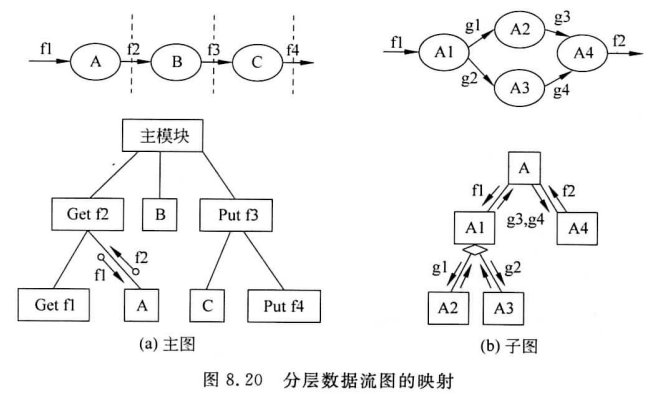 f1 A f2 B f3 C f4
主模块
Get f2 B Put f3
f1 f2
Get f1 A C Put f4
(a) 主图
f1 A1 g1 A2 g3 A4 f2
g2 A3 g4
A
f1 f2
A1 g3,g4 A4
g1 g2
A2 A3
(b) 子图
图 8.20 分层数据流图的映射